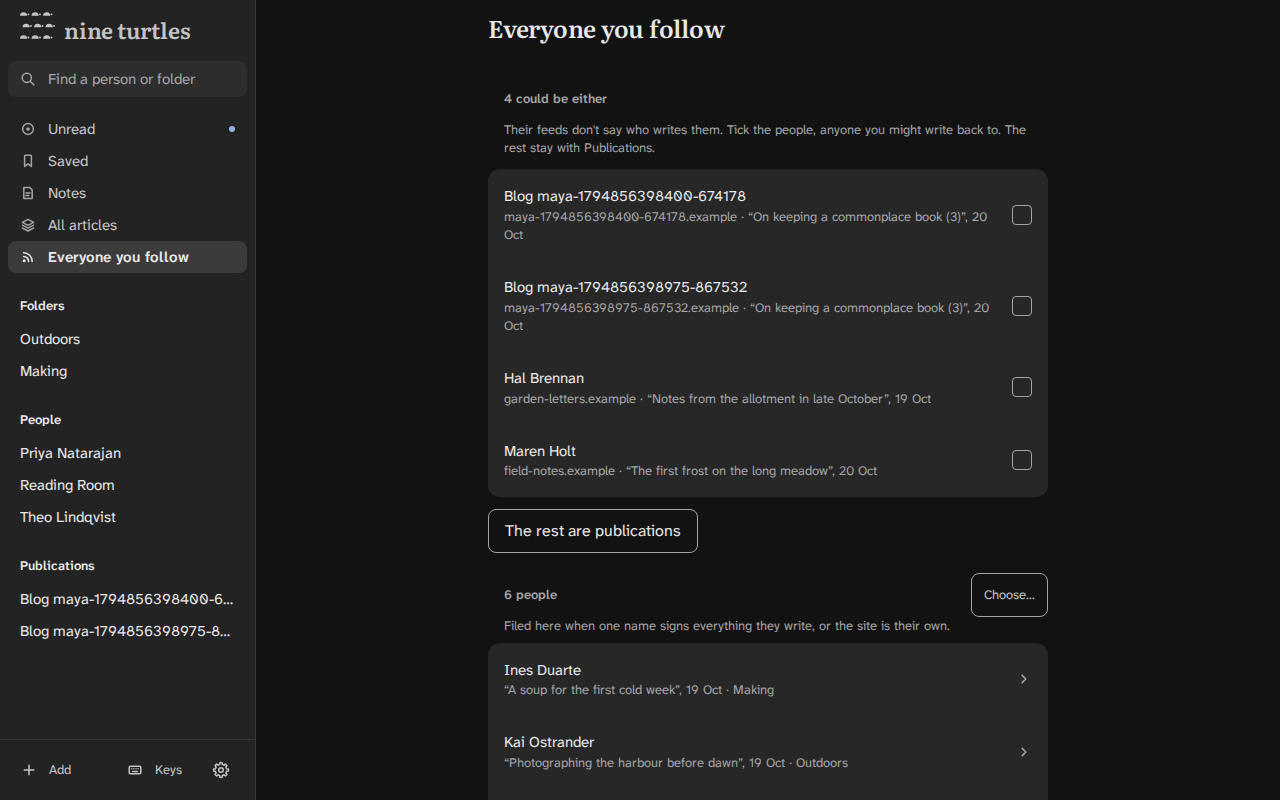 nine turtles
Find a person or folder
Unread
Saved
Notes
All articles
Everyone you follow
Folders
Outdoors
Making
People
Priya Natarajan
Reading Room
Theo Lindqvist
Publications
Blog maya-1794856398400-6...
Blog maya-1794856398975-8...
Add
Keys
Everyone you follow
4 could be either
Their feeds don't say who writes them. Tick the people, anyone you might write back to. The
rest stay with Publications.
Blog maya-1794856398400-674178
maya-1794856398400-674178.example · “On keeping a commonplace book (3)”, 20
Oct
Blog maya-1794856398975-867532
maya-1794856398975-867532.example · “On keeping a commonplace book (3)”, 20
Oct
Hal Brennan
garden-letters.example · “Notes from the allotment in late October”, 19 Oct
Maren Holt
field-notes.example · “The first frost on the long meadow”, 20 Oct
The rest are publications
6 people
Choose...
Filed here when one name signs everything they write, or the site is their own.
Ines Duarte
“A soup for the first cold week”, 19 Oct · Making
Kai Ostrander
“Photographing the harbour before dawn”, 19 Oct · Outdoors